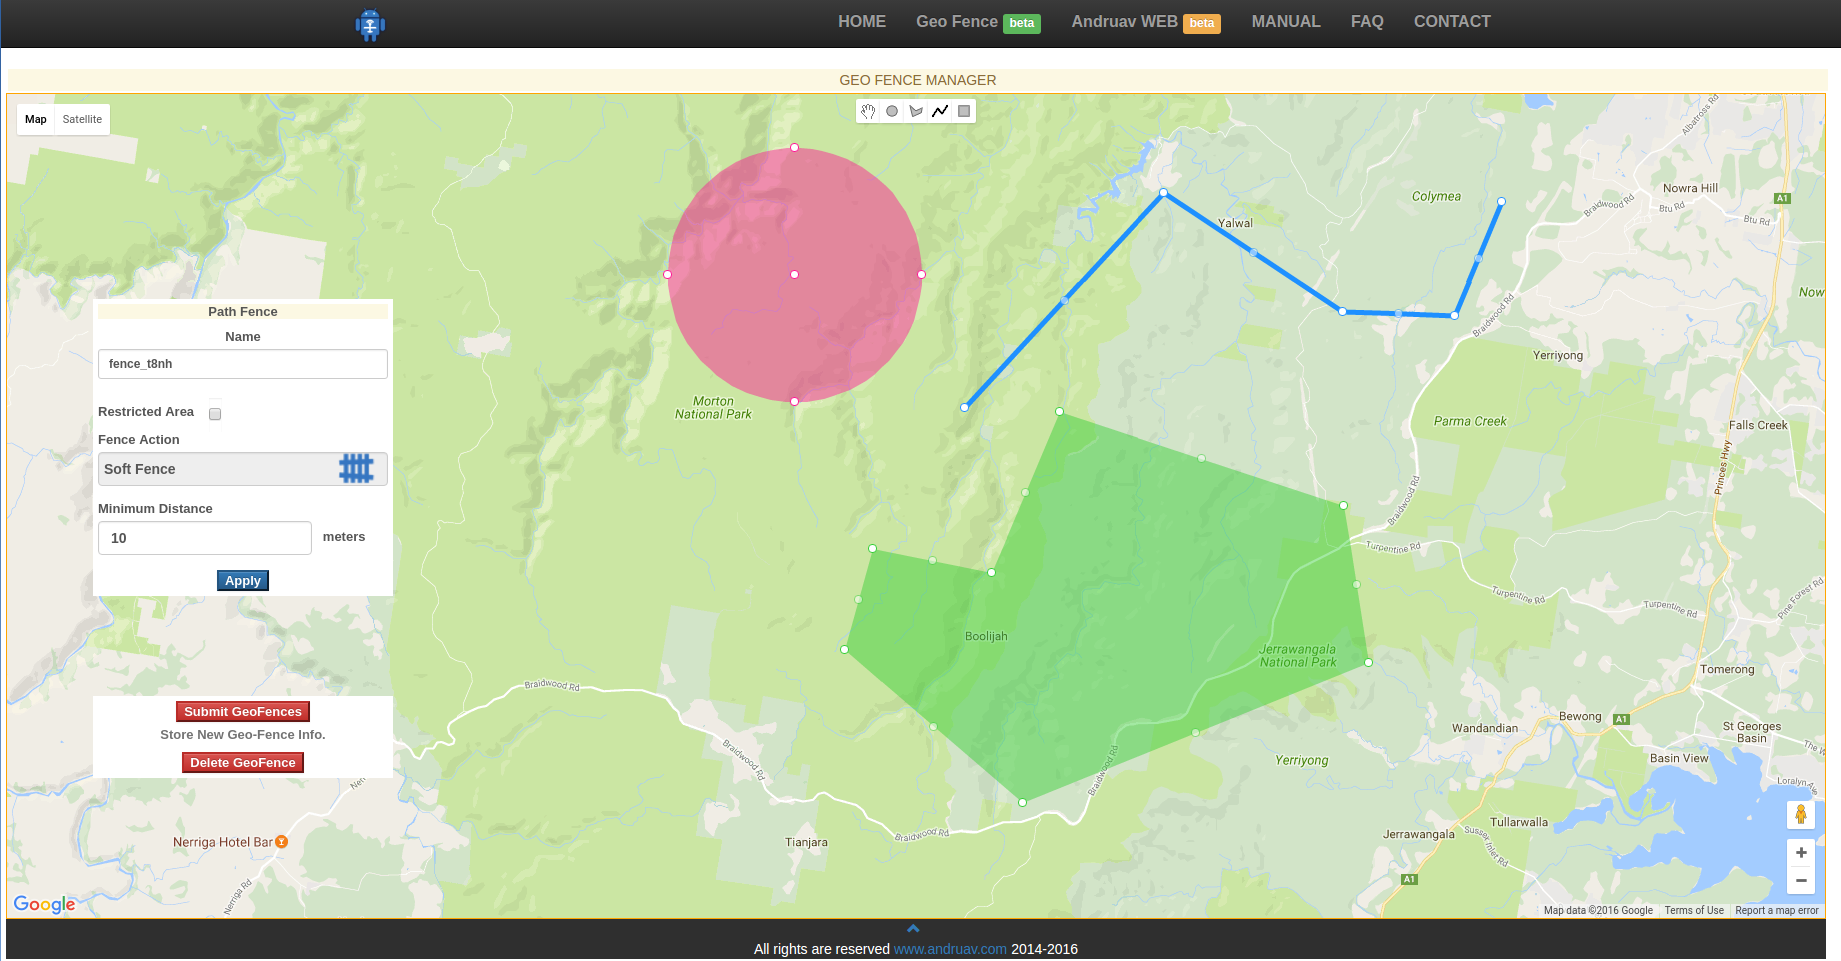 HOME Geo Fence beta Andruav WEB beta MANUAL FAQ CONTACT
GEO FENCE MANAGER
Map Satellite
Albatross Rd
Nowra Hill
Colymea
A1
Braidwood Rd
Btu Rd
Btu Rd
Yalwal
Now
Braidwood Rd
Yerriyong
Path Fence
Name
fence_t8nh
Restricted Area
Fence Action
Soft Fence
Minimum Distance
10 meters
Apply
Morton
National Park
Parma Creek
Falls Creek
Princes Hwy
Braidwood Rd
Turpentine Rd
Turpentine Rd
Turpentine Rd
Pine Forest Rd
Boolijah
Jerrawangala
National Park
Tomerong
Braidwood Rd
Submit GeoFences
Store New Geo-Fence Info.
Delete GeoFence
Bewong
A1
St Georges
Basin
Wandandian
The W
Braidwood Rd
Braidwood Rd
Yerriyong
Basin View
Loralyn Ave
Ne
Nerriga Hotel Bar
Tianjara
Braidwood Rd
Tullarwalla
Jerrawangala
Sussex Inlet Rd
A1
Nerriga Rd
Google
Map data ©2016 Google Terms of Use Report a map error
All rights are reserved www.andruav.com 2014-2016